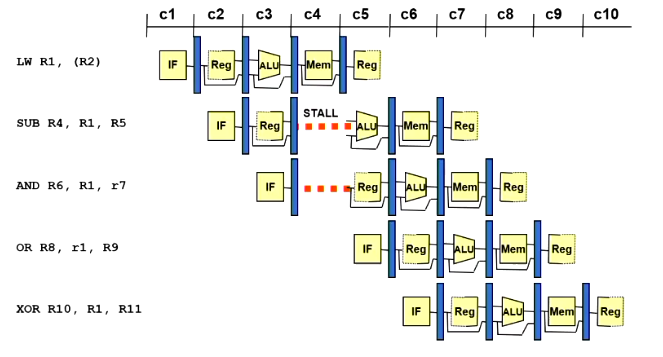 c1 c2 c3 c4 c5 c6 c7 c8 c9 c10
LW R1, (R2) IF Reg ALU Mem Reg
STALL
SUB R4, R1, R5 IF Reg ALU Mem Reg
AND R6, R1, r7 IF Reg ALU Mem Reg
OR R8, r1, R9 IF Reg ALU Mem Reg
XOR R10, R1, R11 IF Reg ALU Mem Reg